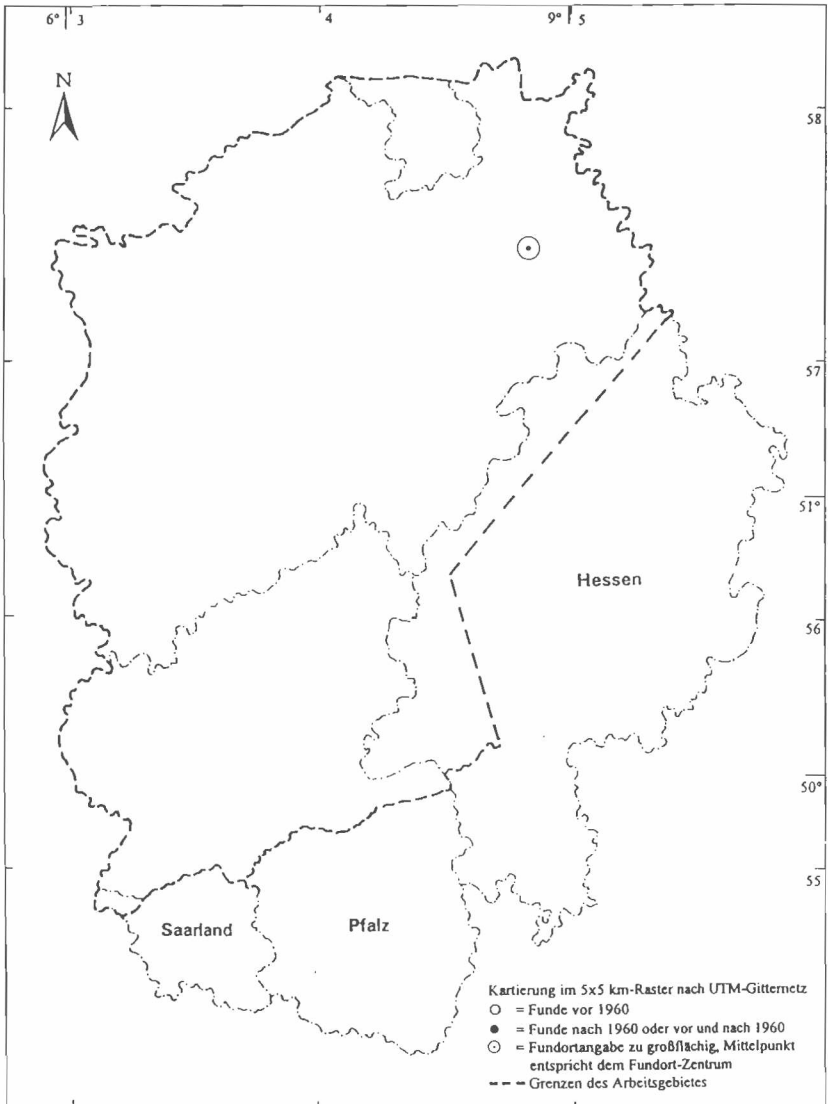 6° 3 4 9° 5
N
58
57
51°
Hessen
56
50°
55
Saarland
Pfalz
Kartierung im 5x5 km-Raster nach UTM-Gitternetz
○ = Funde vor 1960
● = Funde nach 1960 oder vor und nach 1960
⊙ = Fundortangabe zu großflächig, Mittelpunkt
entspricht dem Fundort-Zentrum
--- Grenzen des Arbeitsgebietes